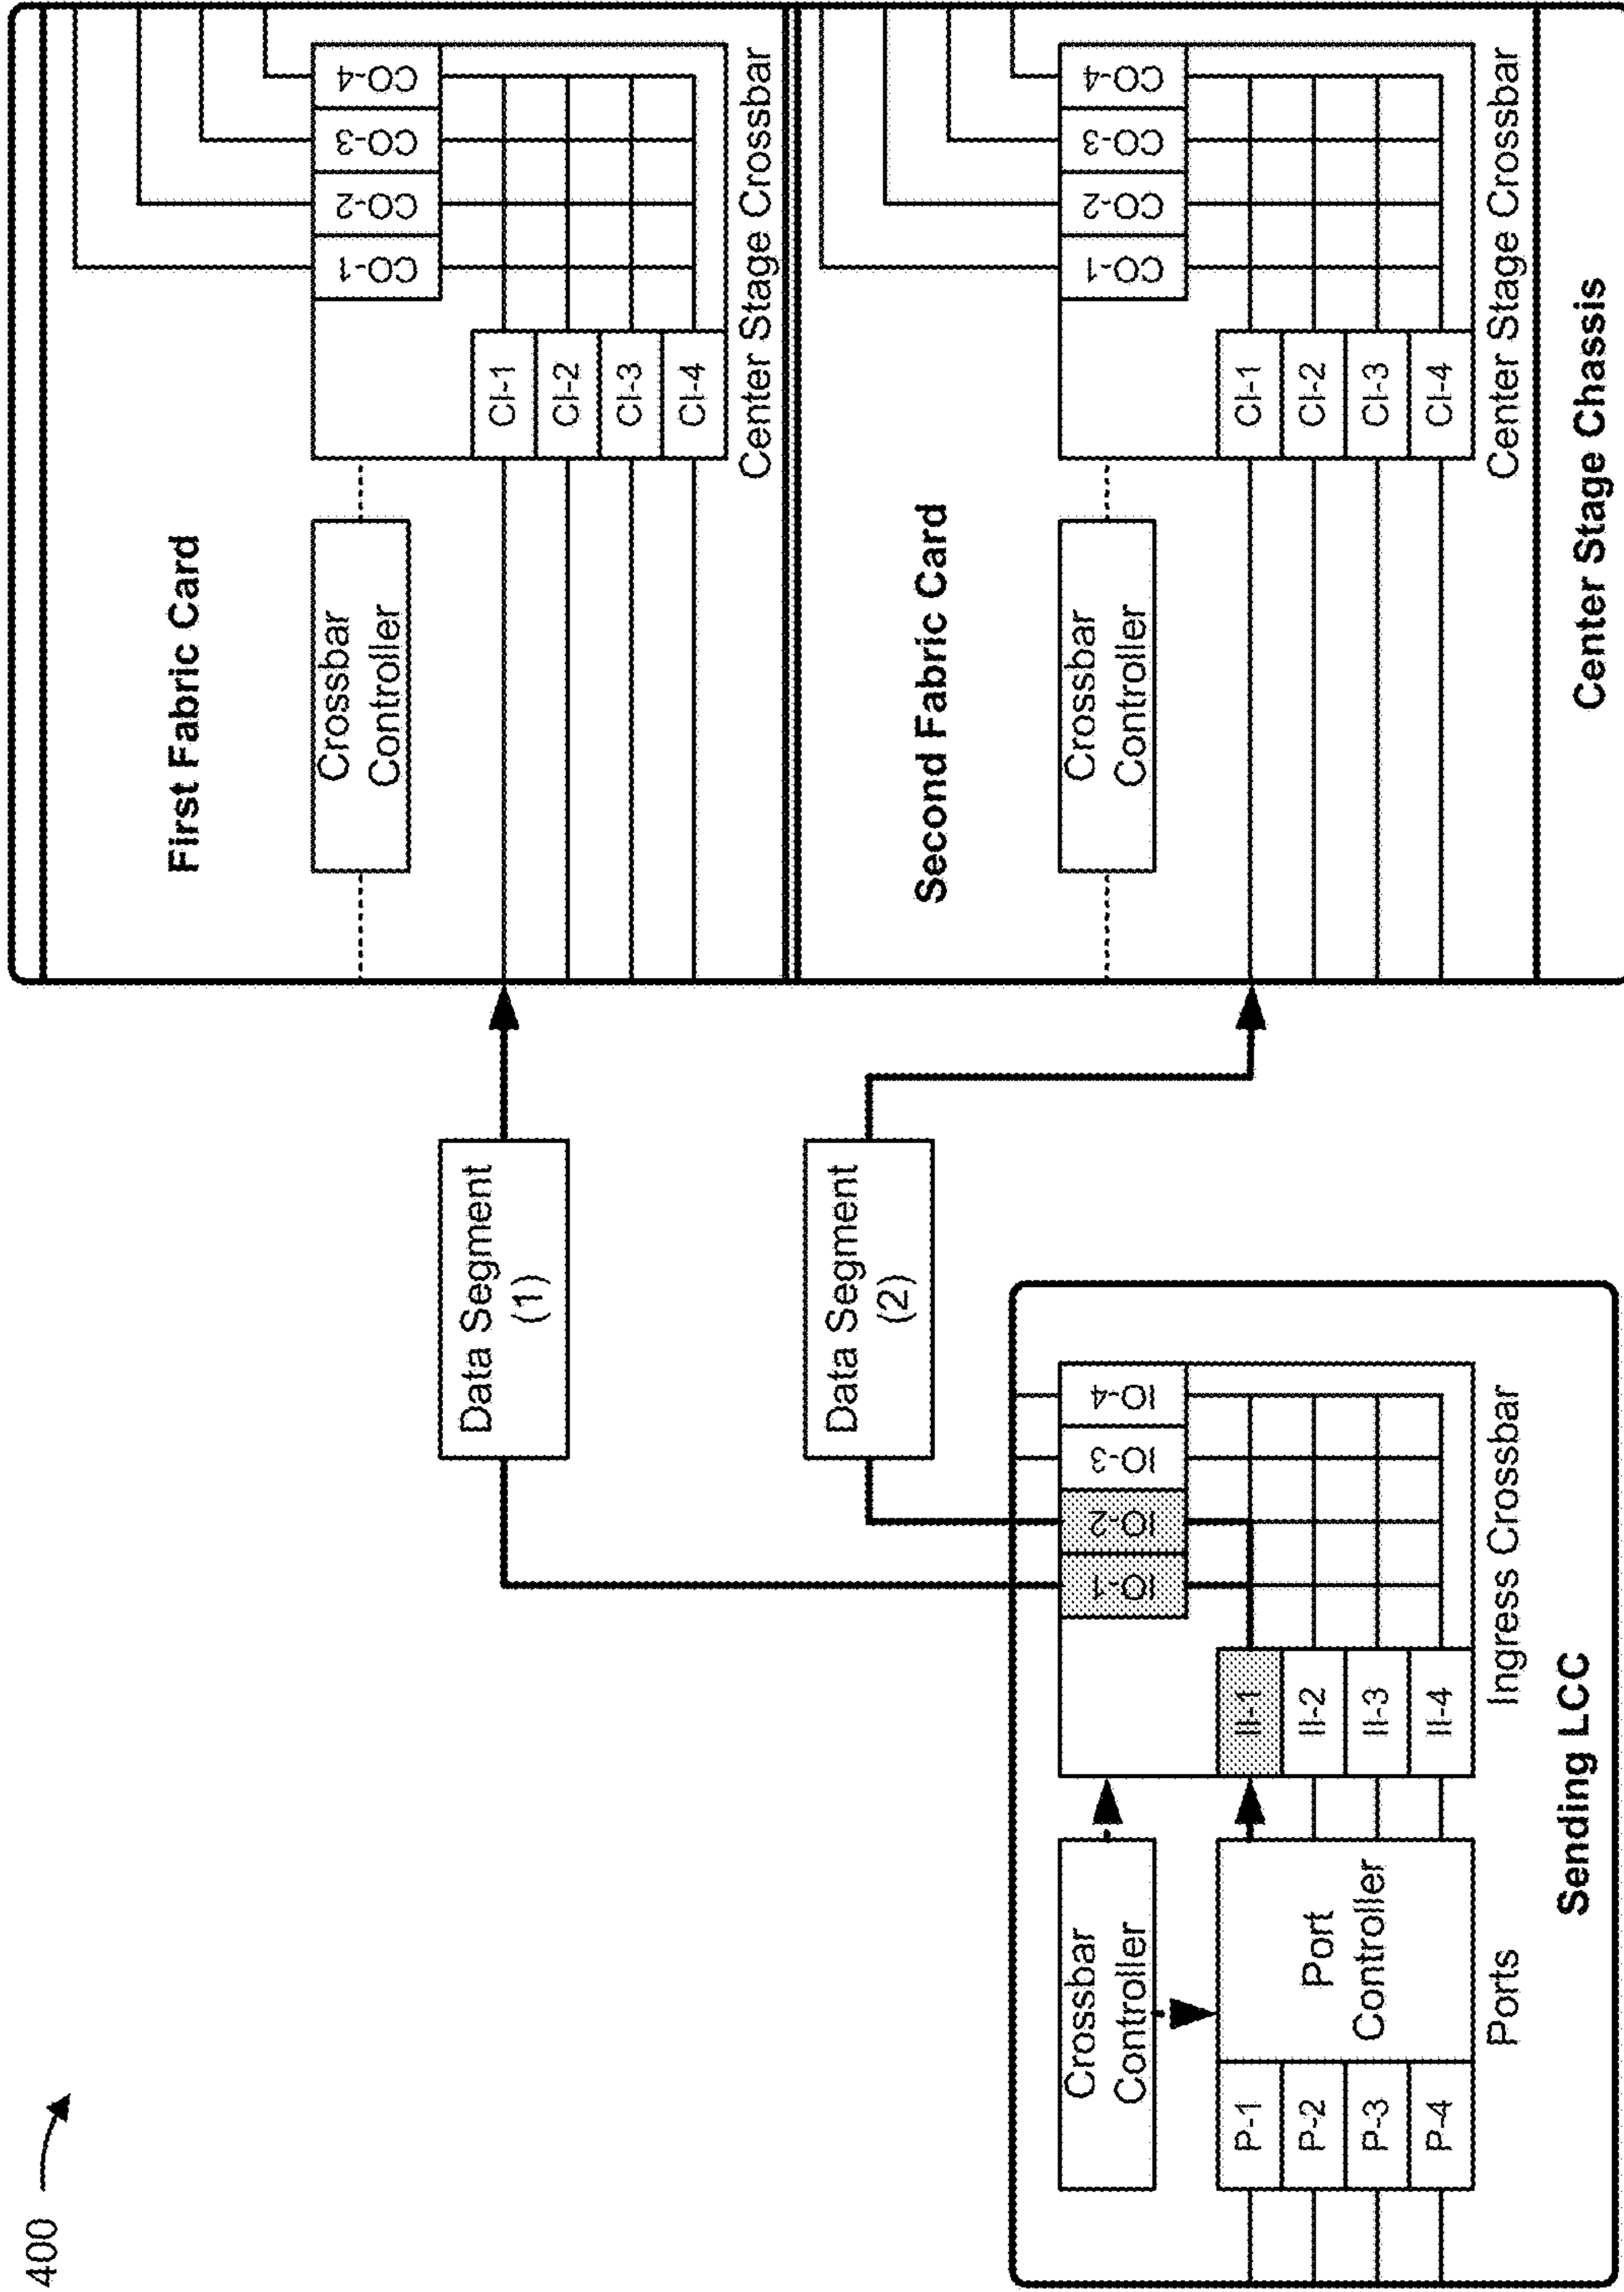 400
First Fabric Card
Crossbar
Controller
CO-1
CO-2
CO-3
CO-4
CI-1
CI-2
CI-3
CI-4
Center Stage Crossbar
Data Segment
(1)
Data Segment
(2)
Second Fabric Card
Crossbar
Controller
CO-1
CO-2
CO-3
CO-4
CI-1
CI-2
CI-3
CI-4
Center Stage Crossbar
Center Stage Chassis
Crossbar
Controller
P-1
P-2
P-3
P-4
Port
Controller
Ports
IO-1
IO-2
IO-3
IO-4
II-1
II-2
II-3
II-4
Ingress Crossbar
Sending LCC